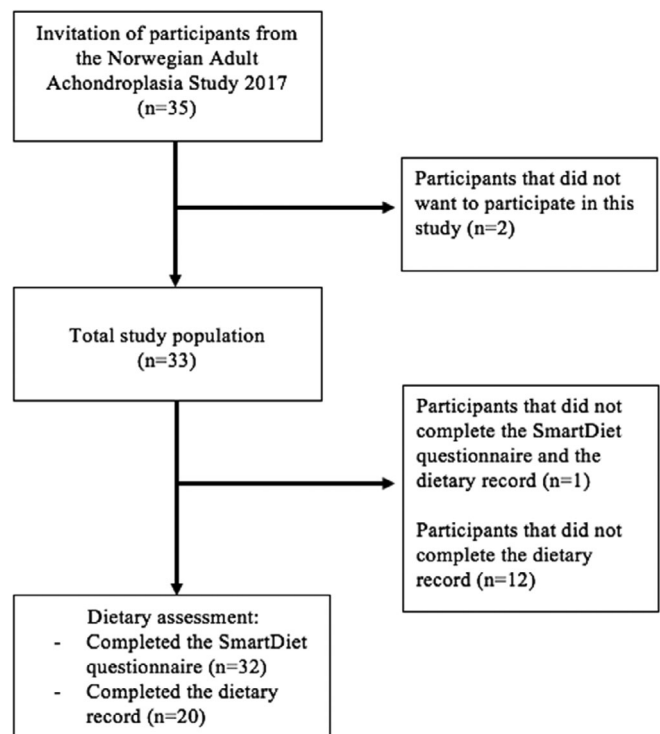 Invitation of participants from
the Norwegian Adult
Achondroplasia Study 2017
(n=35)
Participants that did not
want to participate in this
study (n=2)
Total study population
(n=33)
Participants that did not
complete the SmartDiet
questionnaire and the
dietary record (n=1)
Participants that did not
complete the dietary
record (n=12)
Dietary assessment:
- Completed the SmartDiet
questionnaire (n=32)
- Completed the dietary
record (n=20)